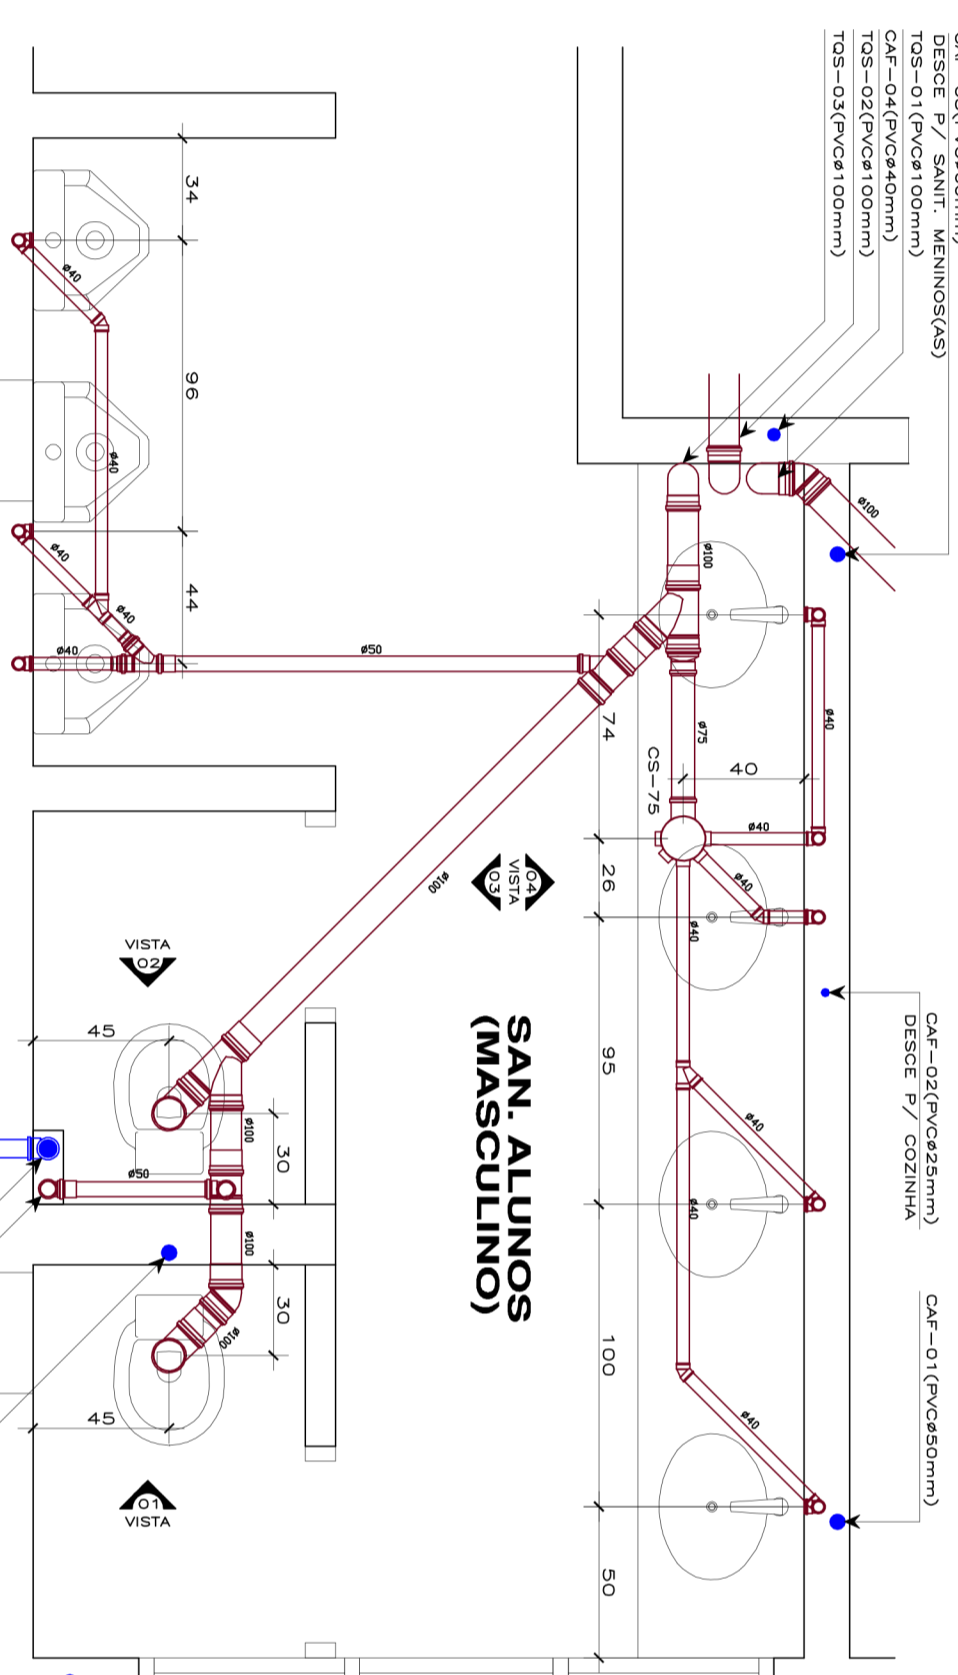 DESCE P/ SANIT. MENINOS(AS)
TQS-01(PVCø100mm)
CAF-04(PVCø40mm)
TQS-02(PVCø100mm)
TQS-03(PVCø100mm)
CAF-02(PVCø25mm)
DESCE P/ COZINHA
CAF-01(PVCø50mm)
SAN. ALUNOS
(MASCULINO)
CS-75
34
96
44
ø40
ø40
ø40
ø40
ø40
ø50
ø100
ø100
ø75
ø40
ø40
ø40
ø40
ø40
ø40
ø40
ø100
ø100
ø100
ø100
ø50
74
40
26
95
100
50
45
30
30
45
04
VISTA
03
VISTA
02
01
VISTA